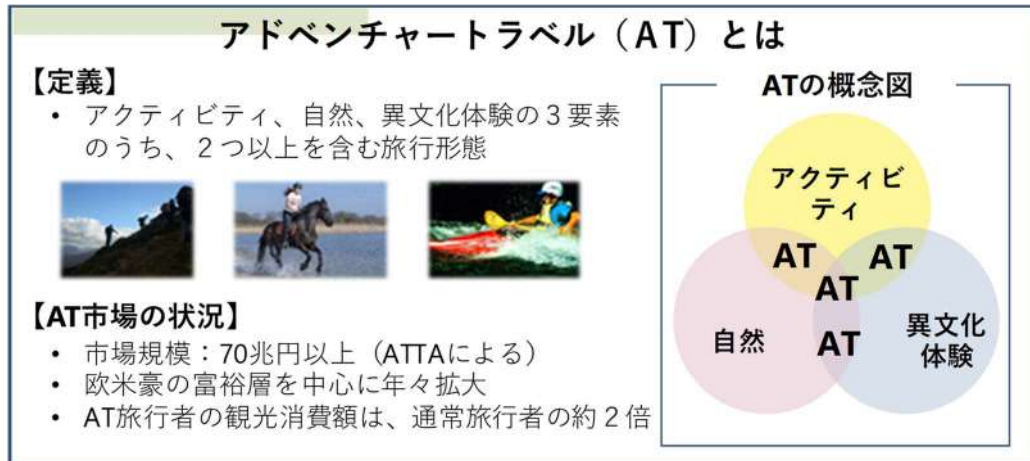 アドベンチャートラベル（AT）とは
【定義】
• アクティビティ、自然、異文化体験の３要素
のうち、２つ以上を含む旅行形態
【AT市場の状況】
• 市場規模：70兆円以上（ATTAによる）
• 欧米豪の富裕層を中心に年々拡大
• AT旅行者の観光消費額は、通常旅行者の約２倍
ATの概念図
アクティビ
ティ
AT
AT
AT
自然
AT
異文化
体験